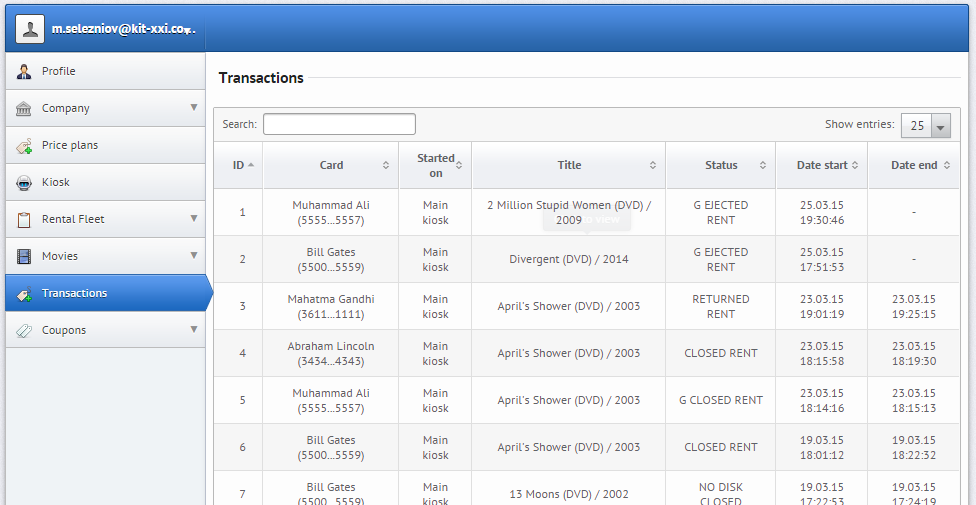 m.selezniov@kit-xxi.co...
Profile
Company
Price plans
Kiosk
Rental Fleet
Movies
Transactions
Coupons
Transactions
Search:
Show entries: 25
ID Card Started on Title Status Date start Date end
1 Muhammad Ali (5555...5557) Main kiosk 2 Million Stupid Women (DVD) / 2009 G EJECTED RENT 25.03.15 19:30:46 -
2 Bill Gates (5500...5559) Main kiosk Divergent (DVD) / 2014 G EJECTED RENT 25.03.15 17:51:53 -
3 Mahatma Gandhi (3611...1111) Main kiosk April's Shower (DVD) / 2003 RETURNED RENT 23.03.15 19:01:19 23.03.15 19:25:15
4 Abraham Lincoln (3434...4343) Main kiosk April's Shower (DVD) / 2003 CLOSED RENT 23.03.15 18:15:58 23.03.15 18:19:30
5 Muhammad Ali (5555...5557) Main kiosk April's Shower (DVD) / 2003 G CLOSED RENT 23.03.15 18:14:16 23.03.15 18:15:13
6 Bill Gates (5500...5559) Main kiosk April's Shower (DVD) / 2003 CLOSED RENT 19.03.15 18:01:12 19.03.15 18:22:32
7 Bill Gates (5500...5559) Main kiosk 13 Moons (DVD) / 2002 NO DISK CLOSED 19.03.15 17:22:53 19.03.15 17:24:19